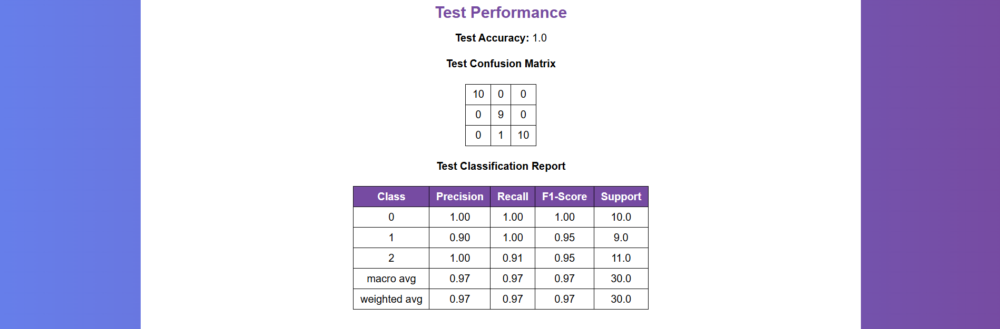 Test Performance
Test Accuracy: 1.0
Test Confusion Matrix
10 0 0
0 9 0
0 1 10
Test Classification Report
Class Precision Recall F1-Score Support
0 1.00 1.00 1.00 10.0
1 0.90 1.00 0.95 9.0
2 1.00 0.91 0.95 11.0
macro avg 0.97 0.97 0.97 30.0
weighted avg 0.97 0.97 0.97 30.0